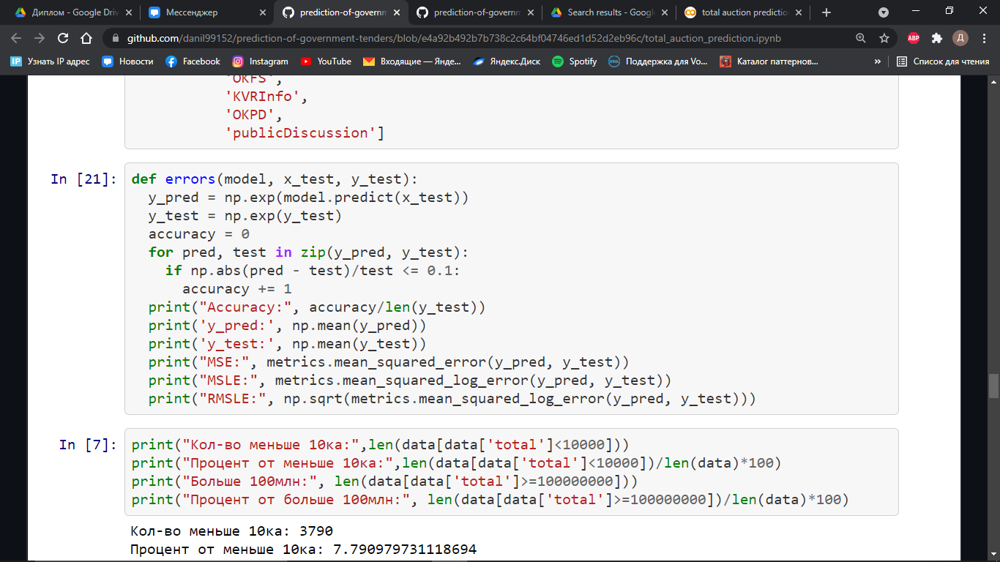 Диплом - Google Driv
Мессенджер
prediction-of-governm
prediction-of-governm
Search results - Google
total auction predictio
github.com/danil99152/prediction-of-government-tenders/blob/e4a92b492b7b738c2c64bf04746ed1d52d2eb96c/total_auction_prediction.ipynb
ABP
Д
IP Узнать IP адрес
Новости
Facebook
Instagram
YouTube
Входящие — Янде...
Яндекс.Диск
Spotify
Поддержка для Vo...
Каталог паттернов...
»
Список для чтения
'OKFS',
'KVRInfo',
'OKPD',
'publicDiscussion']
In [21]:
def errors(model, x_test, y_test):
  y_pred = np.exp(model.predict(x_test))
  y_test = np.exp(y_test)
  accuracy = 0
  for pred, test in zip(y_pred, y_test):
    if np.abs(pred - test)/test <= 0.1:
      accuracy += 1
  print("Accuracy:", accuracy/len(y_test))
  print('y_pred:', np.mean(y_pred))
  print('y_test:', np.mean(y_test))
  print("MSE:", metrics.mean_squared_error(y_pred, y_test))
  print("MSLE:", metrics.mean_squared_log_error(y_pred, y_test))
  print("RMSLE:", np.sqrt(metrics.mean_squared_log_error(y_pred, y_test)))
In [7]:
print("Кол-во меньше 10ка:",len(data[data['total']<10000]))
print("Процент от меньше 10ка:",len(data[data['total']<10000])/len(data)*100)
print("Больше 100млн:", len(data[data['total']>=100000000]))
print("Процент от больше 100млн:", len(data[data['total']>=100000000])/len(data)*100)
Кол-во меньше 10ка: 3790
Процент от меньше 10ка: 7.790979731118694